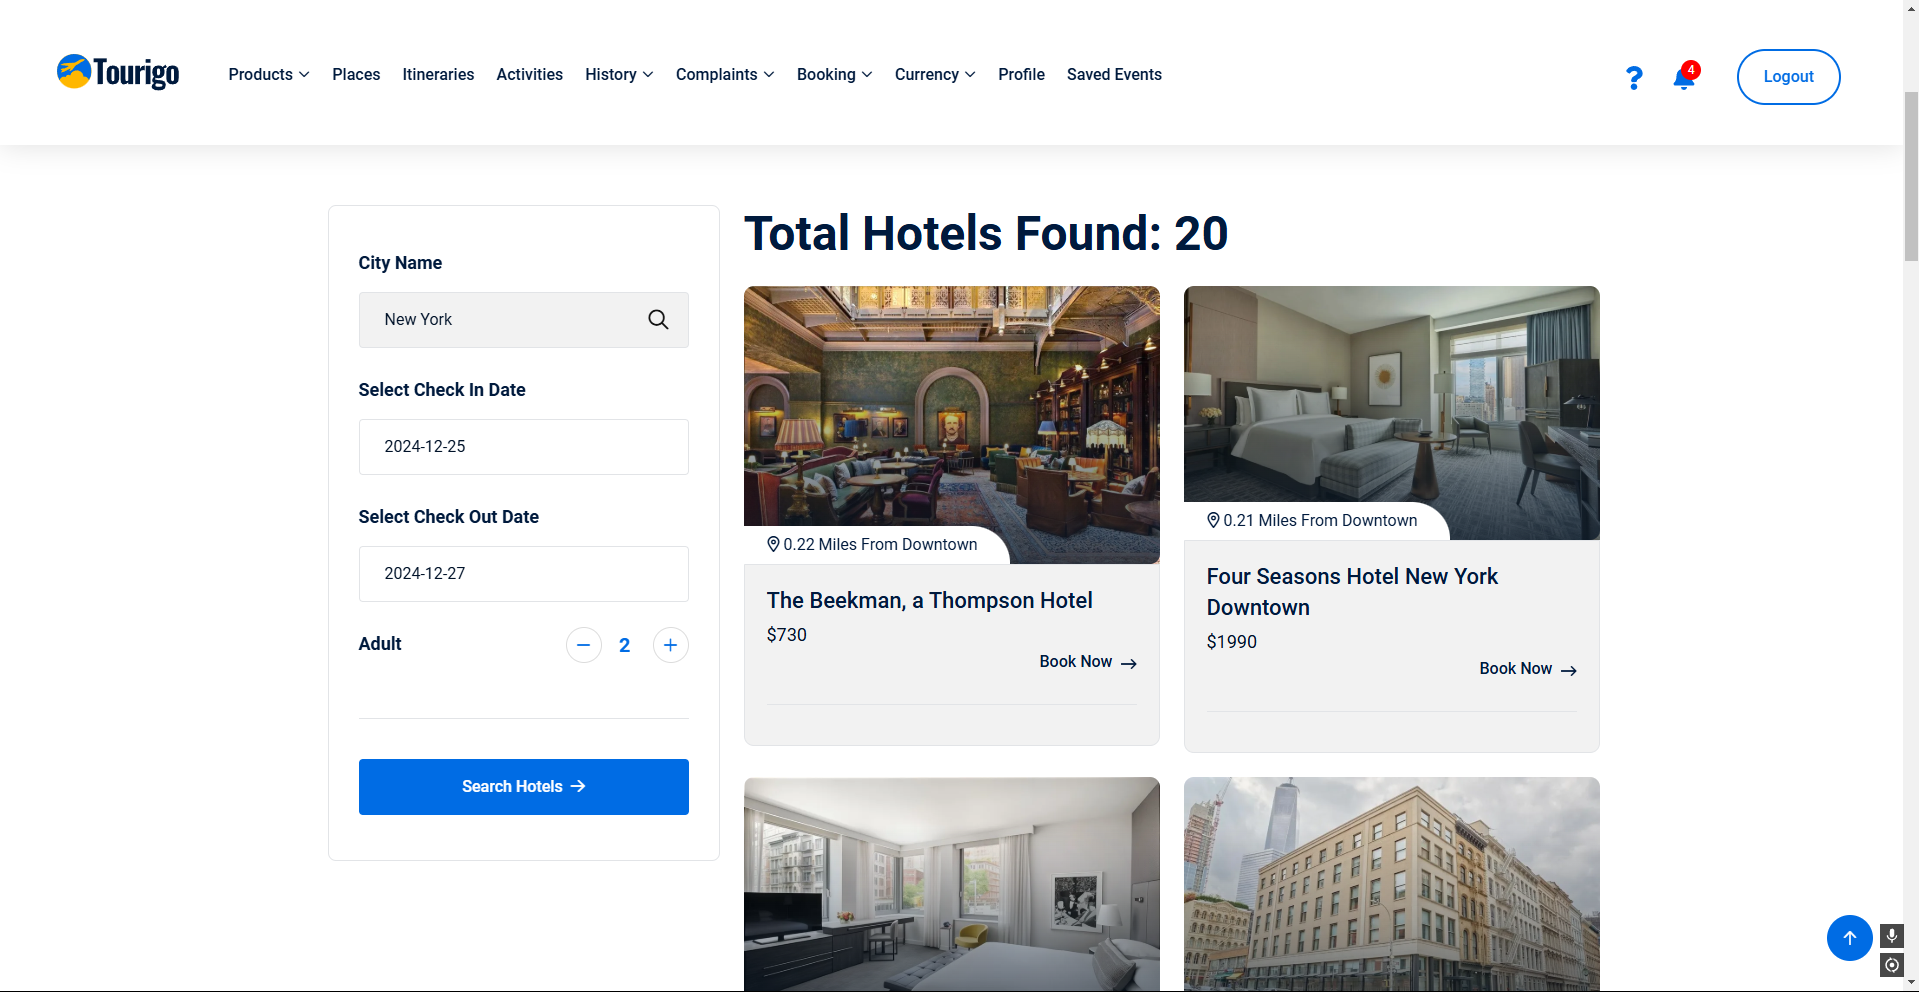 Tourigo
Products
Places
Itineraries
Activities
History
Complaints
Booking
Currency
Profile
Saved Events
?
4
Logout
City Name
New York
Select Check In Date
2024-12-25
Select Check Out Date
2024-12-27
Adult
2
Search Hotels
Total Hotels Found: 20
0.22 Miles From Downtown
The Beekman, a Thompson Hotel
$730
Book Now
0.21 Miles From Downtown
Four Seasons Hotel New York
Downtown
$1990
Book Now